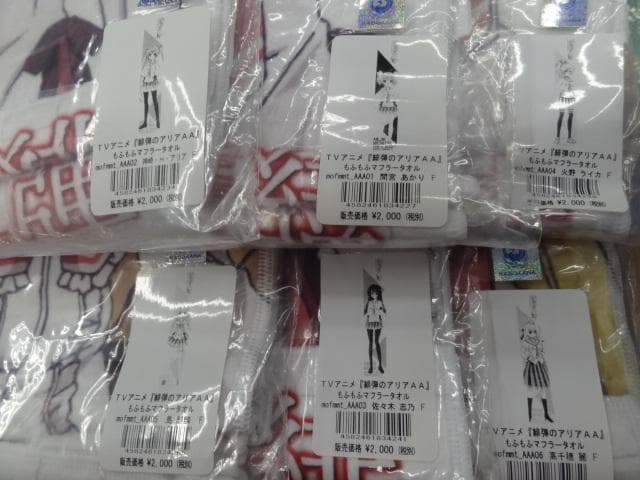 TVアニメ『緋弾のアリアAA』
もふもふマフラータオル
mofmmt_AAA02 神崎・H・アリア
4582461834234
販売価格 ¥2,000 (税別)
TVアニメ『緋弾のアリアAA』
もふもふマフラータオル
mofmmt_AAA01 間宮 あかり F
4582461834227
販売価格 ¥2,000 (税別)
TVアニメ『緋弾のアリアAA』
もふもふマフラータオル
mofmmt_AAA04 火野 ライカ F
販売価格 ¥2,000 (税別)
TVアニメ『緋弾のアリアAA』
もふもふマフラータオル
mofmmt_AAA05 島 麒麟 F
販売価格 ¥2,000 (税別)
TVアニメ『緋弾のアリアAA』
もふもふマフラータオル
mofmmt_AAA03 佐々木 志乃 F
4582461834241
販売価格 ¥2,000 (税別)
TVアニメ『緋弾のアリアAA』
もふもふマフラータオル
mofmmt_AAA06 高千穂 麗 F